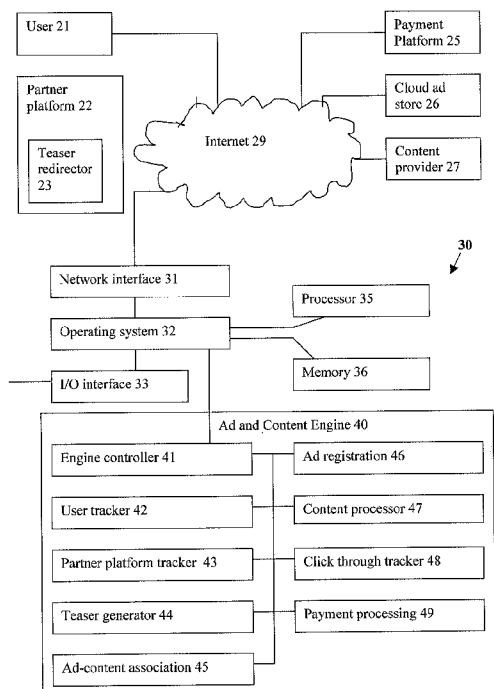 User 21
Payment
Platform 25
Partner
platform 22
Teaser
redirector
23
Internet 29
Cloud ad
store 26
Content
provider 27
30
Network interface 31
Processor 35
Operating system 32
I/O interface 33
Memory 36
Ad and Content Engine 40
Engine controller 41
Ad registration 46
User tracker 42
Content processor 47
Partner platform tracker 43
Click through tracker 48
Teaser generator 44
Payment processing 49
Ad-content association 45